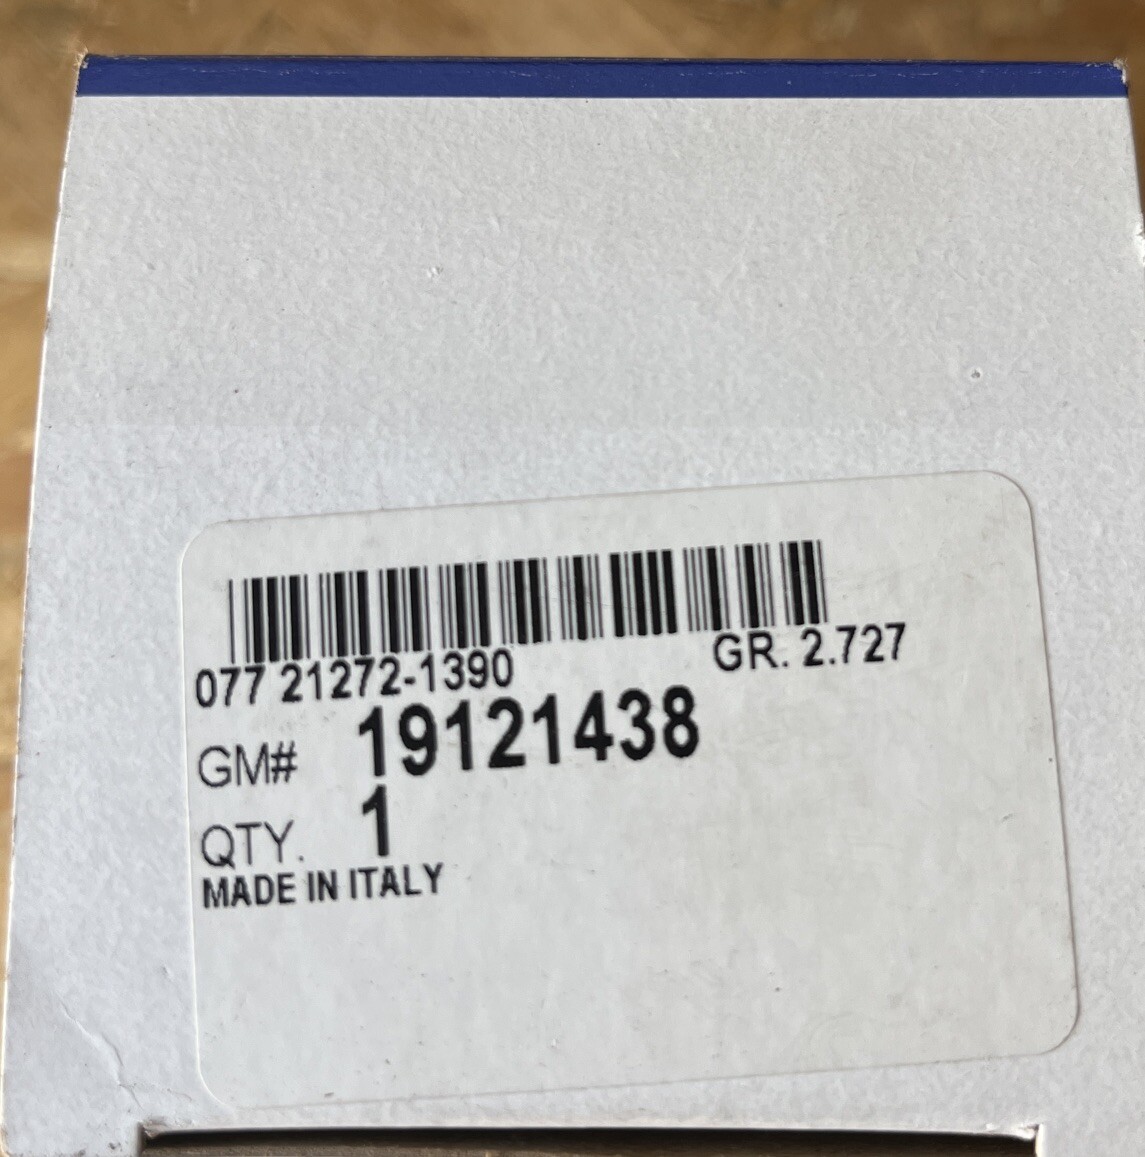 077 21272-1390 GR. 2.727
GM# 19121438
QTY. 1
MADE IN ITALY